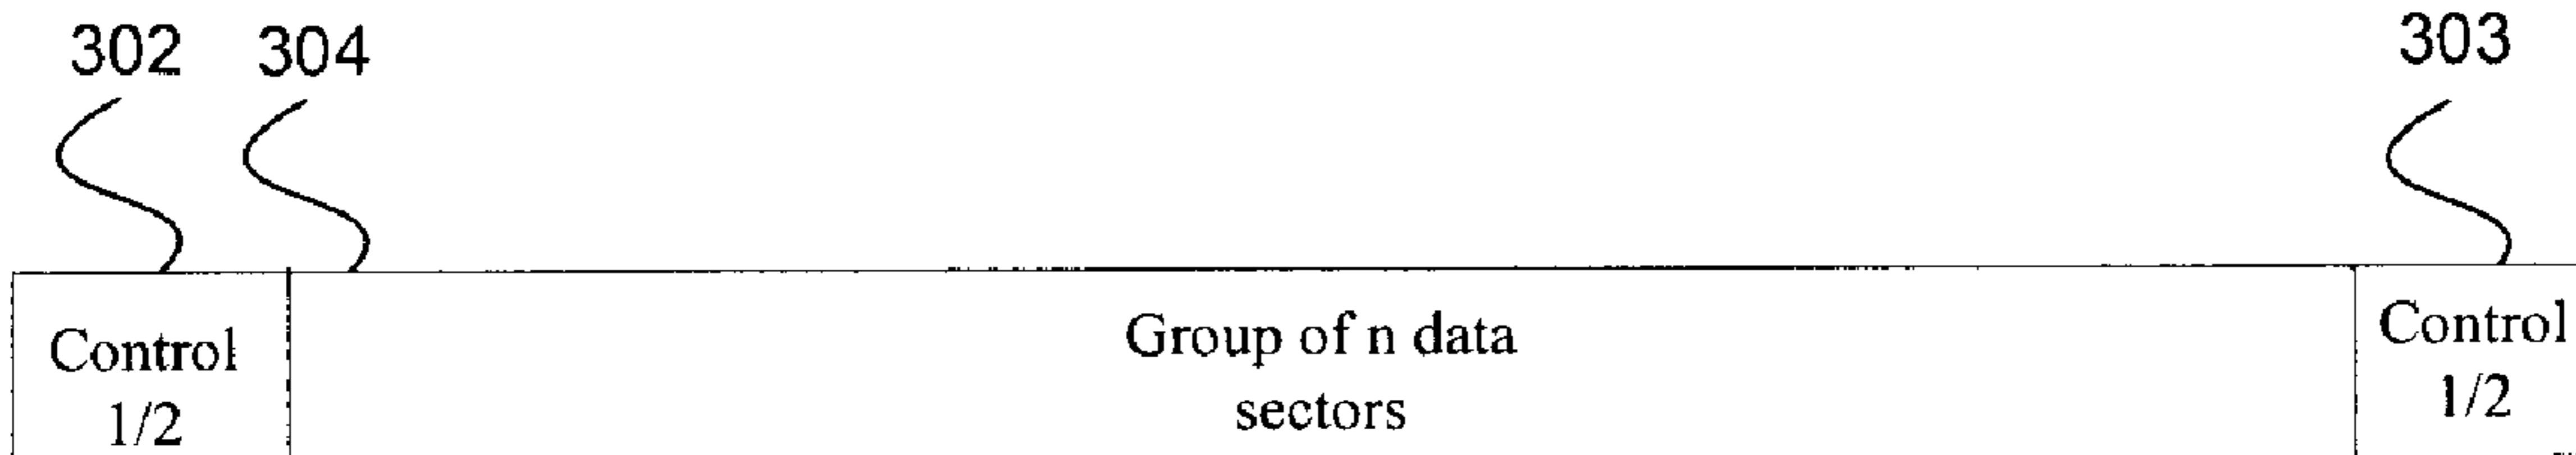 302 304 303
Control 1/2
Group of n data sectors
Control 1/2